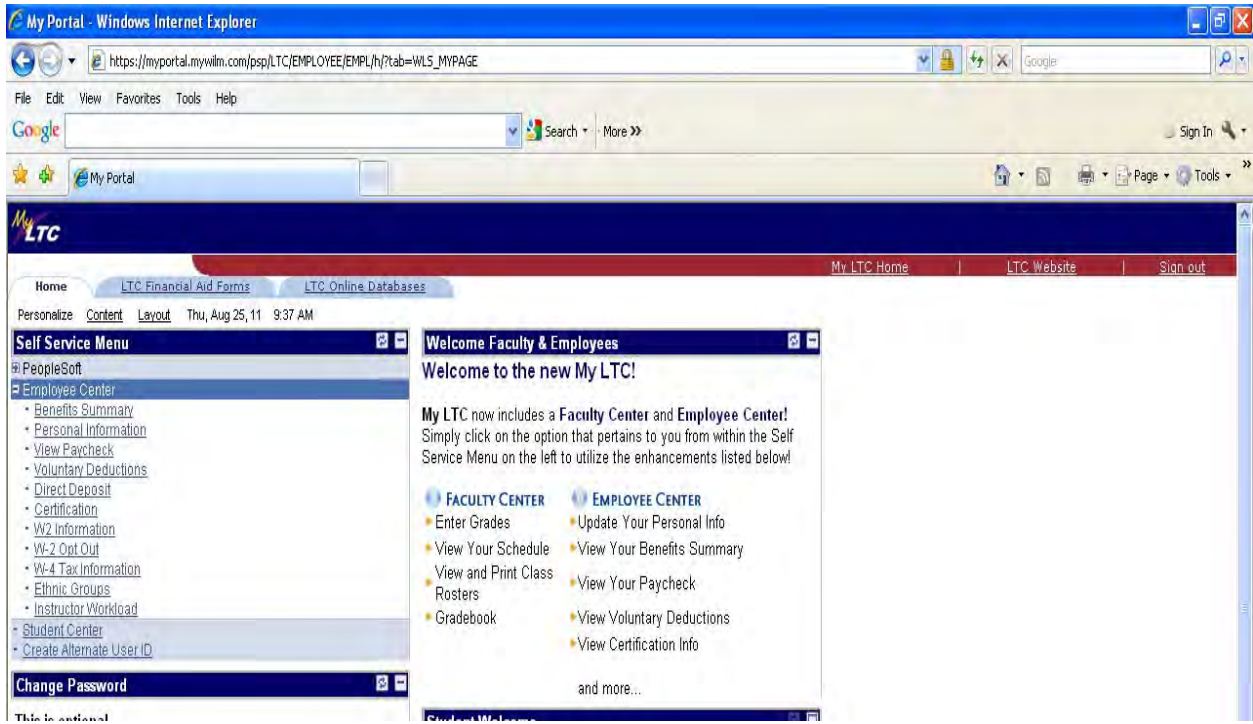 My Portal - Windows Internet Explorer
https://myportal.mywilm.com/psp/LTC/EMPLOYEE/EMPL/h/?tab=WLS_MYPAGE
Google
File Edit View Favorites Tools Help
Google Search More >> Sign In
My Portal Page Tools >>
My LTC
My LTC Home | LTC Website | Sign out
Home LTC Financial Aid Forms LTC Online Databases
Personalize Content Layout Thu, Aug 25, 11 9:37 AM
Self Service Menu
PeopleSoft
Employee Center
Benefits Summary
Personal Information
View Paycheck
Voluntary Deductions
Direct Deposit
Certification
W2 Information
W-2 Opt Out
W-4 Tax Information
Ethnic Groups
Instructor Workload
Student Center
Create Alternate User ID
Change Password
This is optional
Welcome Faculty & Employees
Welcome to the new My LTC!
My LTC now includes a Faculty Center and Employee Center!
Simply click on the option that pertains to you from within the Self
Service Menu on the left to utilize the enhancements listed below!
FACULTY CENTER
Enter Grades
View Your Schedule
View and Print Class
Rosters
Gradebook
EMPLOYEE CENTER
Update Your Personal Info
View Your Benefits Summary
View Your Paycheck
View Voluntary Deductions
View Certification Info
and more...
Student Welcome